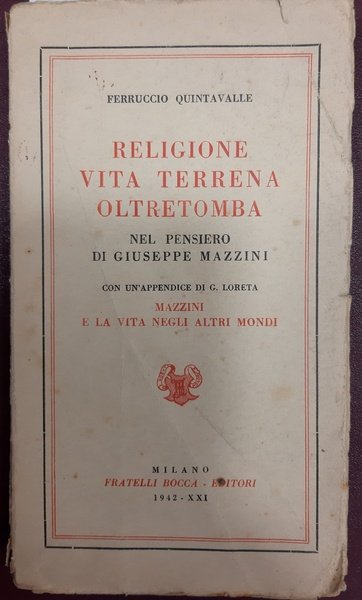 FERRUCCIO QUINTAVALLE
RELIGIONE
VITA TERRENA
OLTRETOMBA
NEL PENSIERO
DI GIUSEPPE MAZZINI
CON UN'APPENDICE DI G. LORETA
MAZZINI
E LA VITA NEGLI ALTRI MONDI
MILANO
FRATELLI BOCCA - EDITORI
1942 - XXI